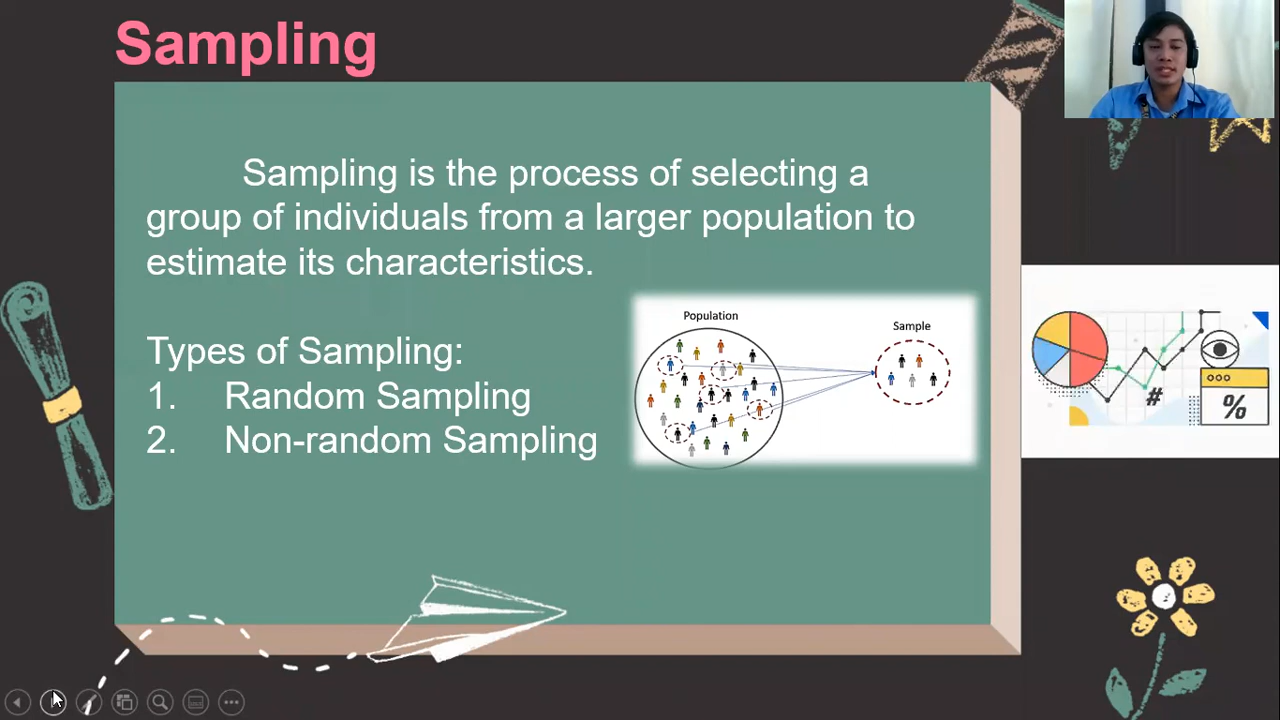 Sampling
Sampling is the process of selecting a
group of individuals from a larger population to
estimate its characteristics.
Types of Sampling:
1. Random Sampling
2. Non-random Sampling
Population
Sample
#
%